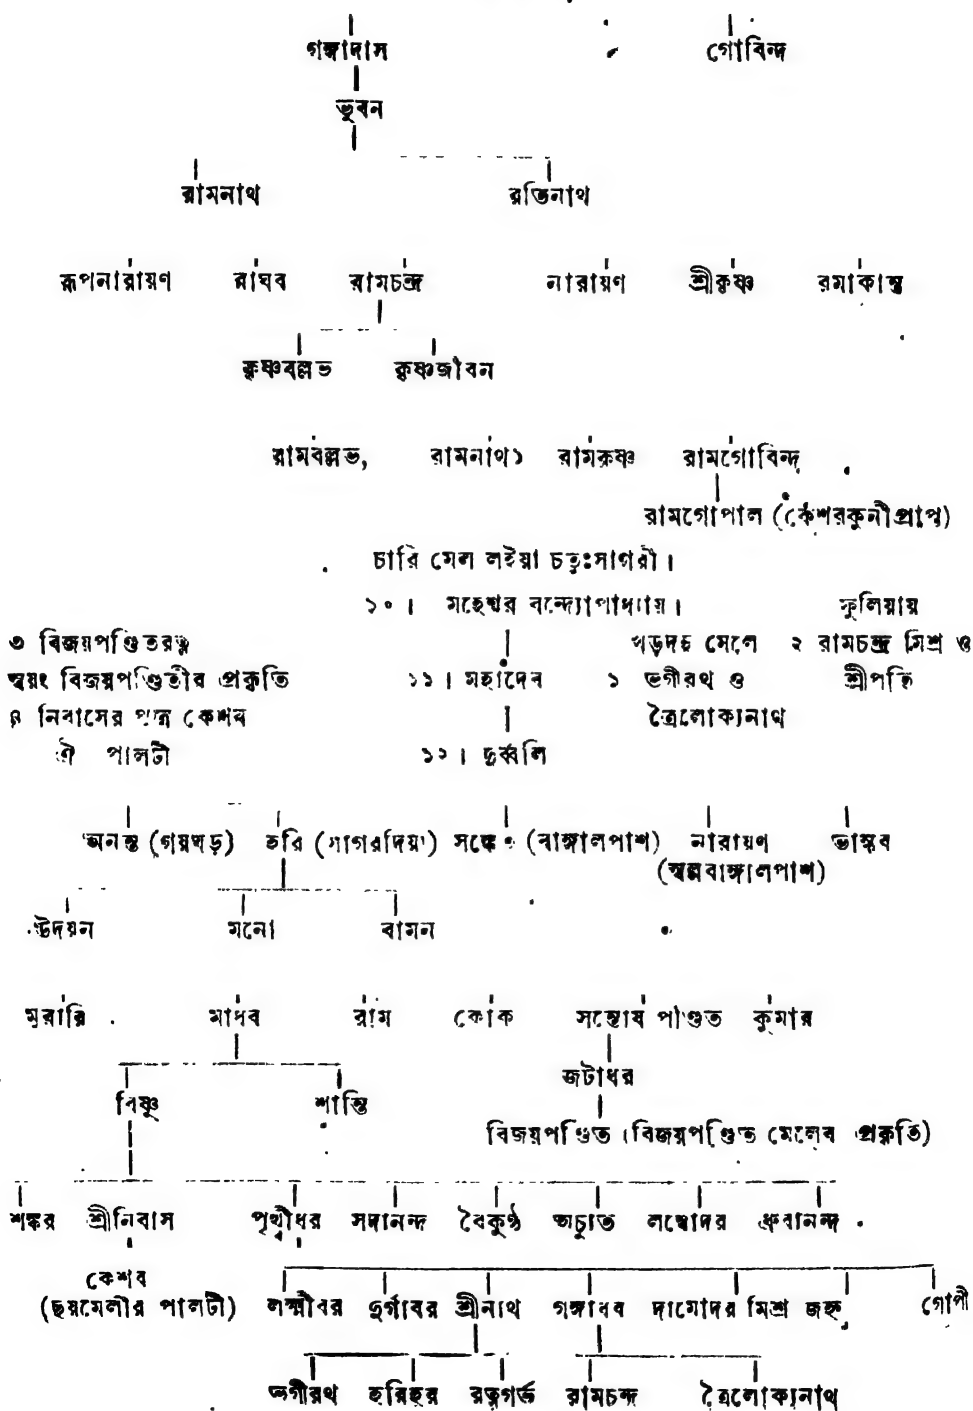 গঙ্গাদাস গোবিন্দ
ভুবন
রামনাথ রতিনাথ
রূপনারায়ণ রাঘব রামচন্দ্র নারায়ণ শ্রীকৃষ্ণ রমাকান্ত
কৃষ্ণবল্লভ কৃষ্ণজীবন
রামবল্লভ, রামনাথ১ রামকৃষ্ণ রামগোবিন্দ
রামগোপাল (কেশরকুনীপ্রাপ্ত)
চারি মেল লইয়া চতুঃসাগরী।
১০। মহেশ্বর বন্দ্যোপাধ্যায়। ফুলিয়ায়
৩ বিজয়পণ্ডিতরত্ন খড়দহ মেলে ২ রামচন্দ্র মিশ্র ও
স্বয়ং বিজয়পণ্ডিতীর প্রকৃতি ১১। মহাদেব ১ ভগীরথ ও শ্রীপতি
৪ নিবাসের পুত্র কেশব ত্রৈলোক্যনাথ
ঐ পালটী ১২। দুর্ব্বলি
অনন্ত (গয়ঘড়) হরি (সাগরদিয়া) সঙ্কেত (বাঙ্গালপাশ) নারায়ণ ভাস্কর
(স্বল্পবাঙ্গালপাশ)
উদয়ন মনো বামন
মুরারি মাধব রাম কোক সন্তোষ পণ্ডিত কুমার
জটাধর
বিষ্ণু শান্তি
বিজয়পণ্ডিত (বিজয়পণ্ডিত মেলের প্রকৃতি)
শঙ্কর শ্রীনিবাস পৃথ্বীধর সদানন্দ বৈকুণ্ঠ অচ্যুত লম্বোদর ধ্রুবানন্দ
কেশব
(ছয়মেলীর পালটী) লক্ষ্মীবর দুর্গাবর শ্রীনাথ গঙ্গাধর দামোদর মিশ্র জহ্নু গোপী
ভগীরথ হরিহর রত্নগর্ভ রামচন্দ্র ত্রৈলোক্যনাথ